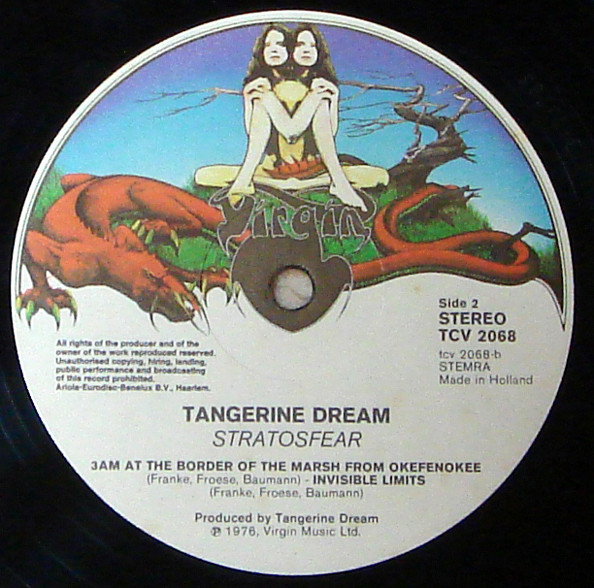 Virgin
Side 2
STEREO
TCV 2068
tcv 2068-b
STEMRA
Made in Holland
All rights of the producer and of the
owner of the work reproduced reserved.
Unauthorised copying, hiring, lending,
public performance and broadcasting
of this record prohibited.
Ariola-Eurodisc-Benelux B.V., Haarlem.
TANGERINE DREAM
STRATOSFEAR
3AM AT THE BORDER OF THE MARSH FROM OKEFENOKEE
(Franke, Froese, Baumann) - INVISIBLE LIMITS
(Franke, Froese, Baumann)
Produced by Tangerine Dream
℗ 1976, Virgin Music Ltd.